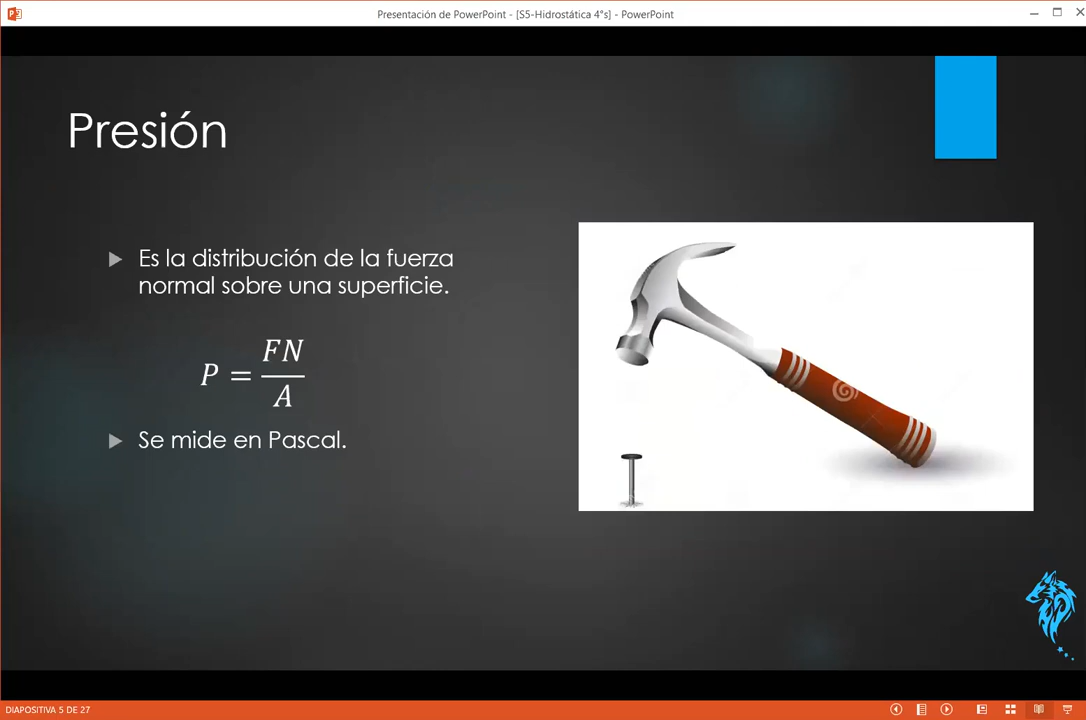 Presentación de PowerPoint - [S5-Hidrostática 4°s] - PowerPoint
Presión
Es la distribución de la fuerza
normal sobre una superficie.
P = FN/A
Se mide en Pascal.
DIAPOSITIVA 5 DE 27